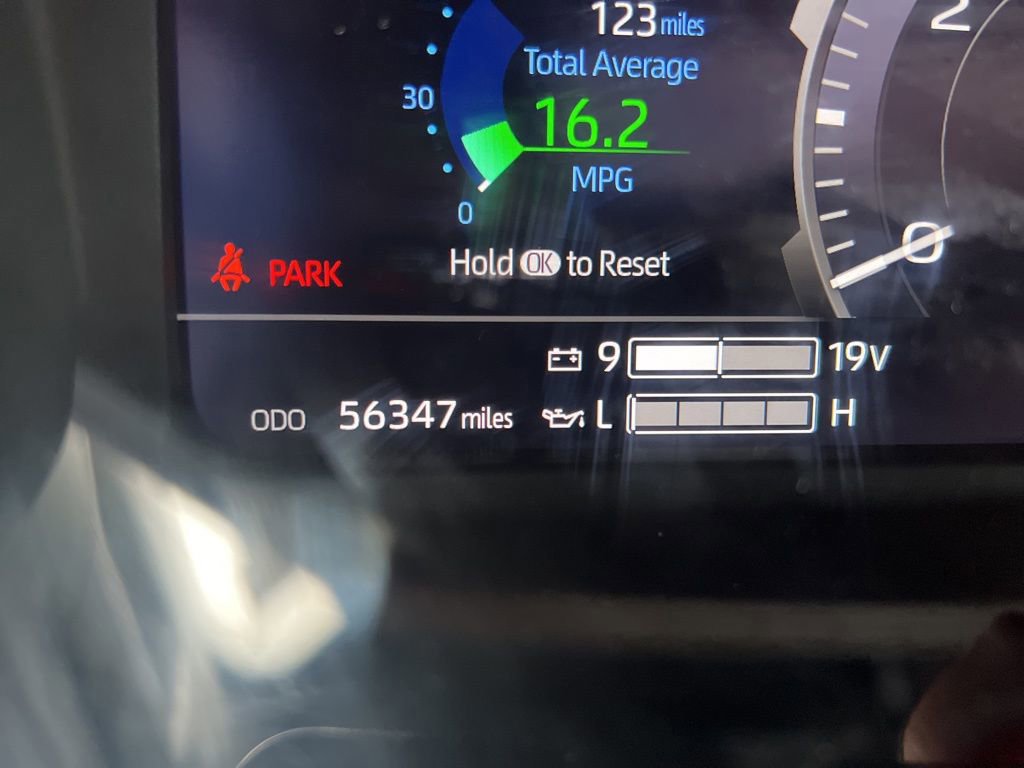 123 miles
2
Total Average
30
16.2
MPG
0
0
PARK
Hold OK to Reset
9
19V
ODO 56347 miles
L
H